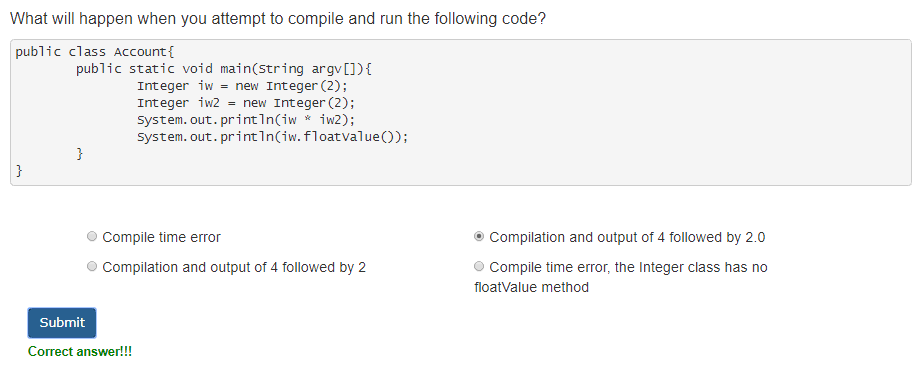 What will happen when you attempt to compile and run the following code?
public class Account{
public static void main(String argv[]){
Integer iw = new Integer(2);
Integer iw2 = new Integer(2);
System.out.println(iw * iw2);
System.out.println(iw.floatValue());
}
}
Compile time error
Compilation and output of 4 followed by 2.0
Compilation and output of 4 followed by 2
Compile time error, the Integer class has no
floatValue method
Submit
Correct answer!!!